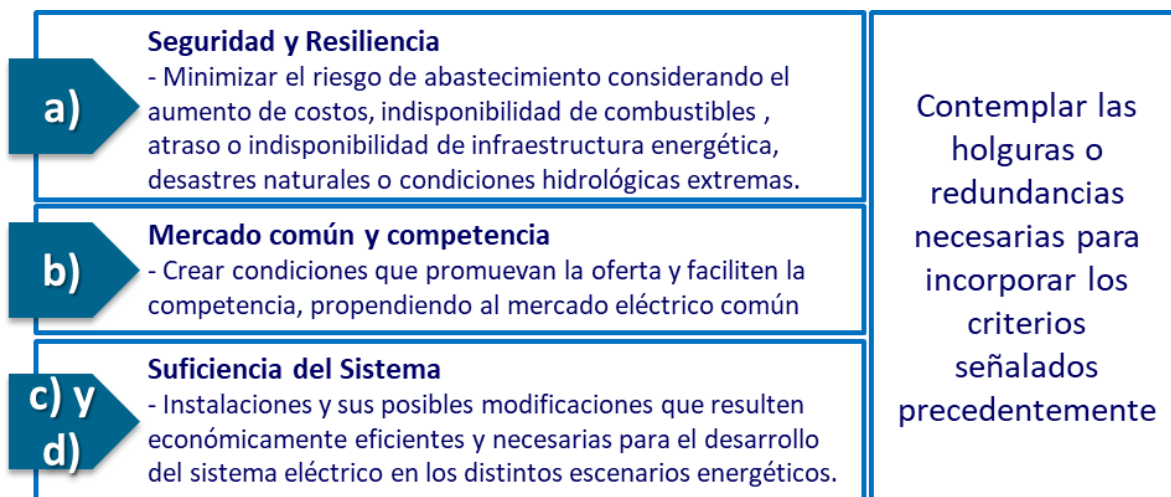 a)
Seguridad y Resiliencia
- Minimizar el riesgo de abastecimiento considerando el
aumento de costos, indisponibilidad de combustibles ,
atraso o indisponibilidad de infraestructura energética,
desastres naturales o condiciones hidrológicas extremas.
b)
Mercado común y competencia
- Crear condiciones que promuevan la oferta y faciliten la
competencia, propendiendo al mercado eléctrico común
c) y
d)
Suficiencia del Sistema
- Instalaciones y sus posibles modificaciones que resulten
económicamente eficientes y necesarias para el desarrollo
del sistema eléctrico en los distintos escenarios energéticos.
Contemplar las
holguras o
redundancias
necesarias para
incorporar los
criterios
señalados
precedentemente